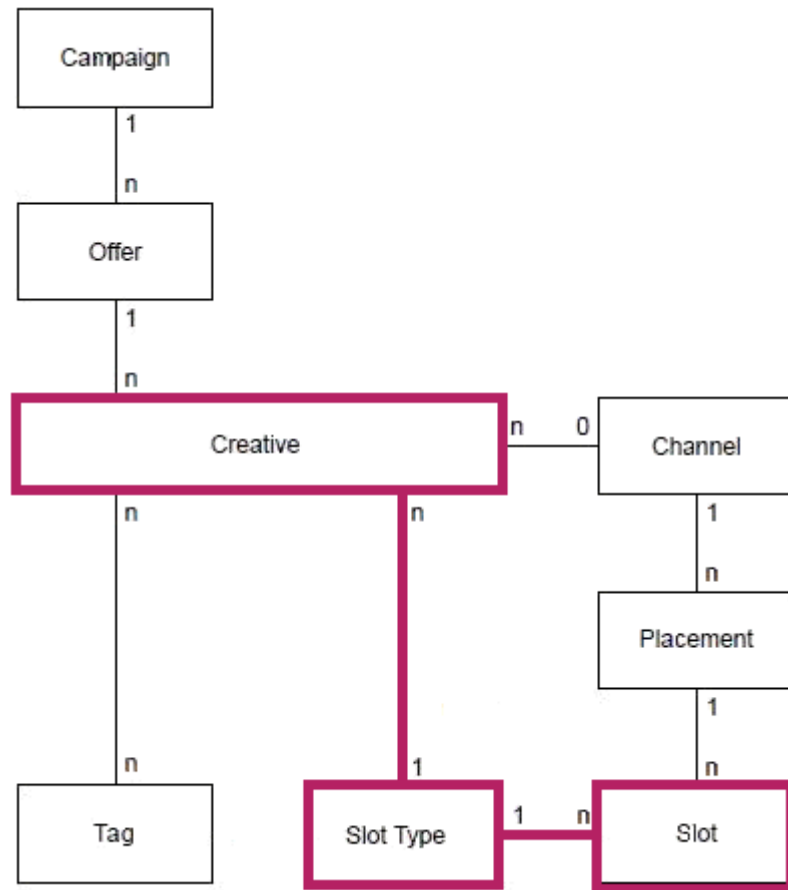 Campaign
1
n
Offer
1
n
Creative
n 0
Channel
n
n
1
n
Placement
1
n
1
n
Tag
Slot Type
1 n
Slot